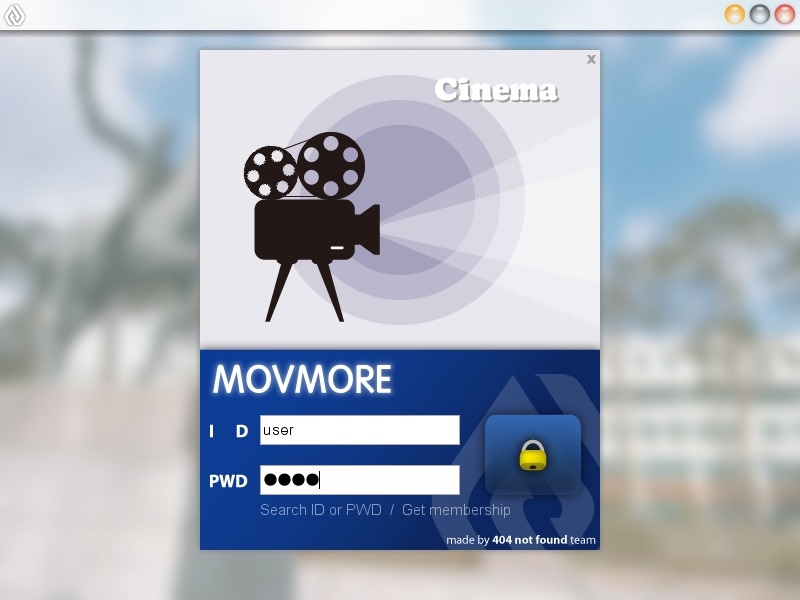 x
Cinema
MOVMORE
I D user
PWD ●●●●
Search ID or PWD / Get membership
made by 404 not found team